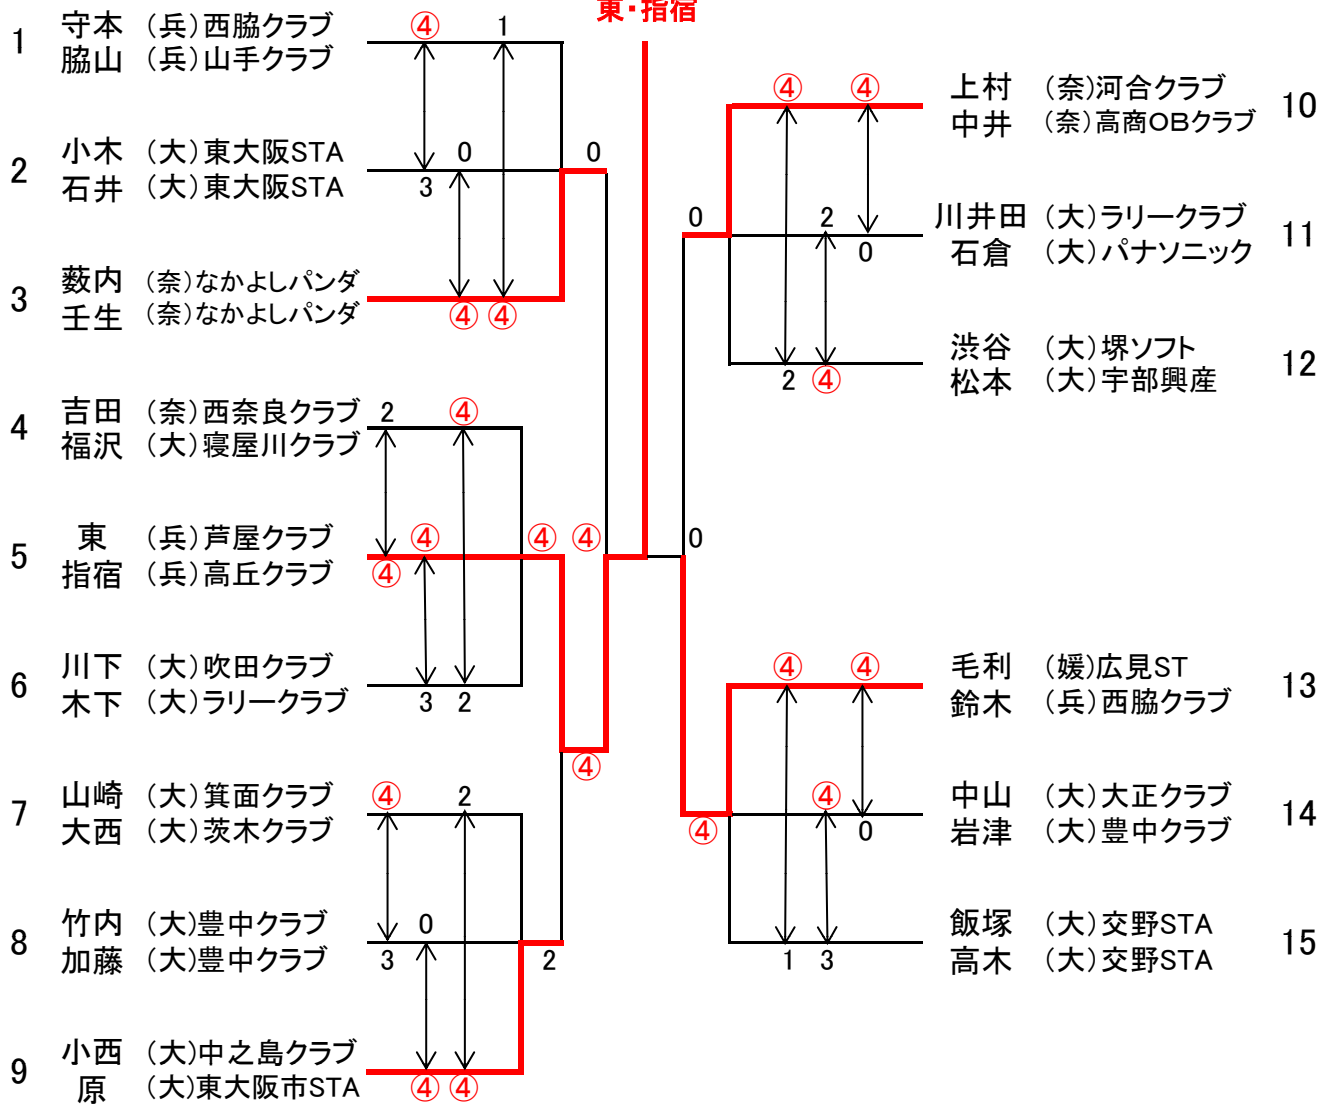 東・指宿
1 守本 (兵)西脇クラブ
脇山 (兵)山手クラブ
④ 1
2 小木 (大)東大阪STA
石井 (大)東大阪STA
0 0
3
3 薮内 (奈)なかよしパンダ
壬生 (奈)なかよしパンダ
④ ④
4 吉田 (奈)西奈良クラブ
福沢 (大)寝屋川クラブ
2 ④
5 東 (兵)芦屋クラブ
指宿 (兵)高丘クラブ
④ ④ ④
④
6 川下 (大)吹田クラブ
木下 (大)ラリークラブ
3 2
④
7 山崎 (大)箕面クラブ
大西 (大)茨木クラブ
④ 2
8 竹内 (大)豊中クラブ
加藤 (大)豊中クラブ
0
3 2
9 小西 (大)中之島クラブ
原 (大)東大阪市STA
④ ④
④ ④
上村 (奈)河合クラブ 10
中井 (奈)高商OBクラブ
0 2
川井田 (大)ラリークラブ 11
石倉 (大)パナソニック
0
渋谷 (大)堺ソフト 12
松本 (大)宇部興産
2 ④
0
④ ④
毛利 (媛)広見ST 13
鈴木 (兵)西脇クラブ
④
中山 (大)大正クラブ 14
岩津 (大)豊中クラブ
④ 0
飯塚 (大)交野STA 15
高木 (大)交野STA
1 3